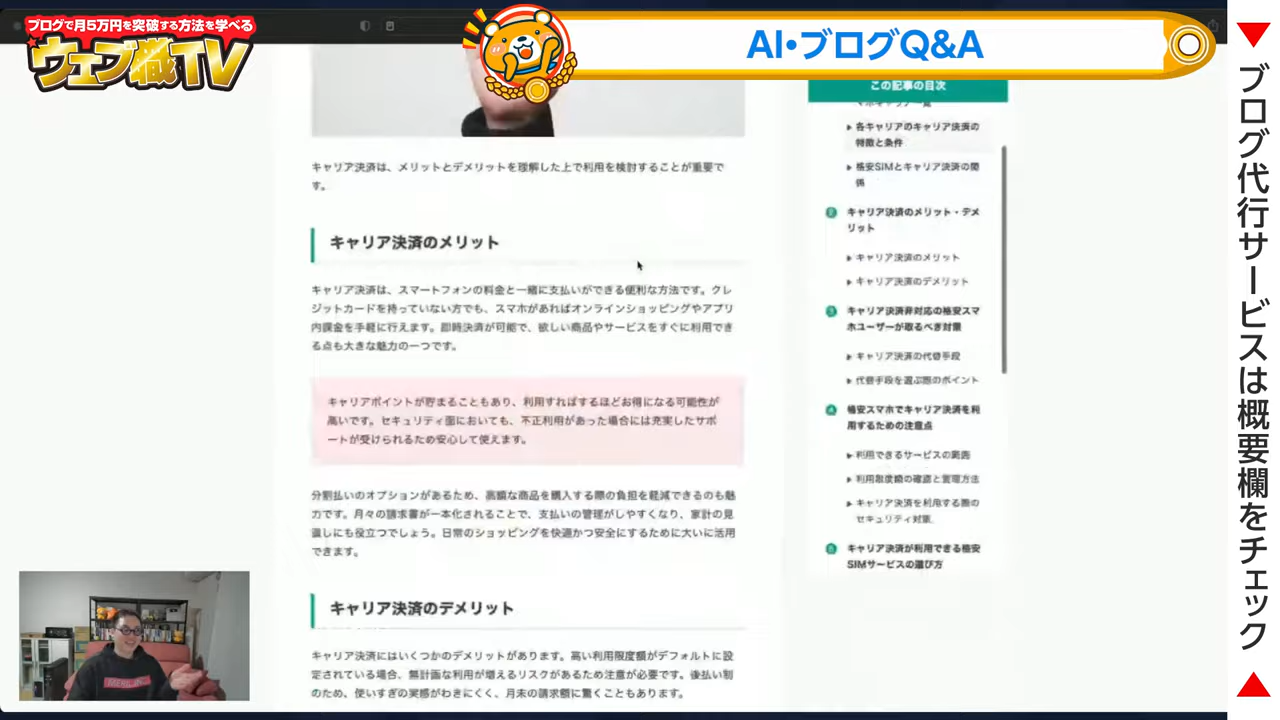 ブログで月5万円を突破する方法を学べる
ウェブ職TV
AI•ブログQ&A
この記事の目次
各キャリアのキャリア決済の
特徴と条件
格安SIMとキャリア決済の関
係
2
キャリア決済のメリット・デメ
リット
キャリア決済のメリット
キャリア決済のデメリット
3
キャリア決済非対応の格安スマ
ホユーザーが取るべき対策
キャリア決済の代替手段
代替手段を選ぶ際のポイント
4
格安スマホでキャリア決済を利
用するための注意点
利用できるサービスの範囲
利用限度額の確認と管理方法
キャリア決済を利用する際の
セキュリティ対策
5
キャリア決済が利用できる格安
SIMサービスの選び方
キャリア決済は、メリットとデメリットを理解した上で利用を検討することが重要で
す。
キャリア決済のメリット
キャリア決済は、スマートフォンの料金と一緒に支払いができる便利な方法です。クレ
ジットカードを持っていない方でも、スマホがあればオンラインショッピングやアプリ
内課金を手軽に行えます。即時決済が可能で、欲しい商品やサービスをすぐに利用でき
る点も大きな魅力の一つです。
キャリアポイントが貯まることもあり、利用すればするほどお得になる可能性が
高いです。セキュリティ面においても、不正利用があった場合には充実したサポ
ートが受けられるため安心して使えます。
分割払いのオプションがあるため、高額な商品を購入する際の負担を軽減できるのも魅
力です。月々の請求書が一本化されることで、支払いの管理がしやすくなり、家計の見
直しにも役立つでしょう。日常のショッピングを快適かつ安全にするために大いに活用
できます。
キャリア決済のデメリット
キャリア決済にはいくつかのデメリットがあります。高い利用限度額がデフォルトに設
定されている場合、無計画な利用が増えるリスクがあるため注意が必要です。後払い制
のため、使いすぎの実感がわきにくく、月末の請求額に驚くこともあります。
ブログ代行サービスは概要欄をチェック